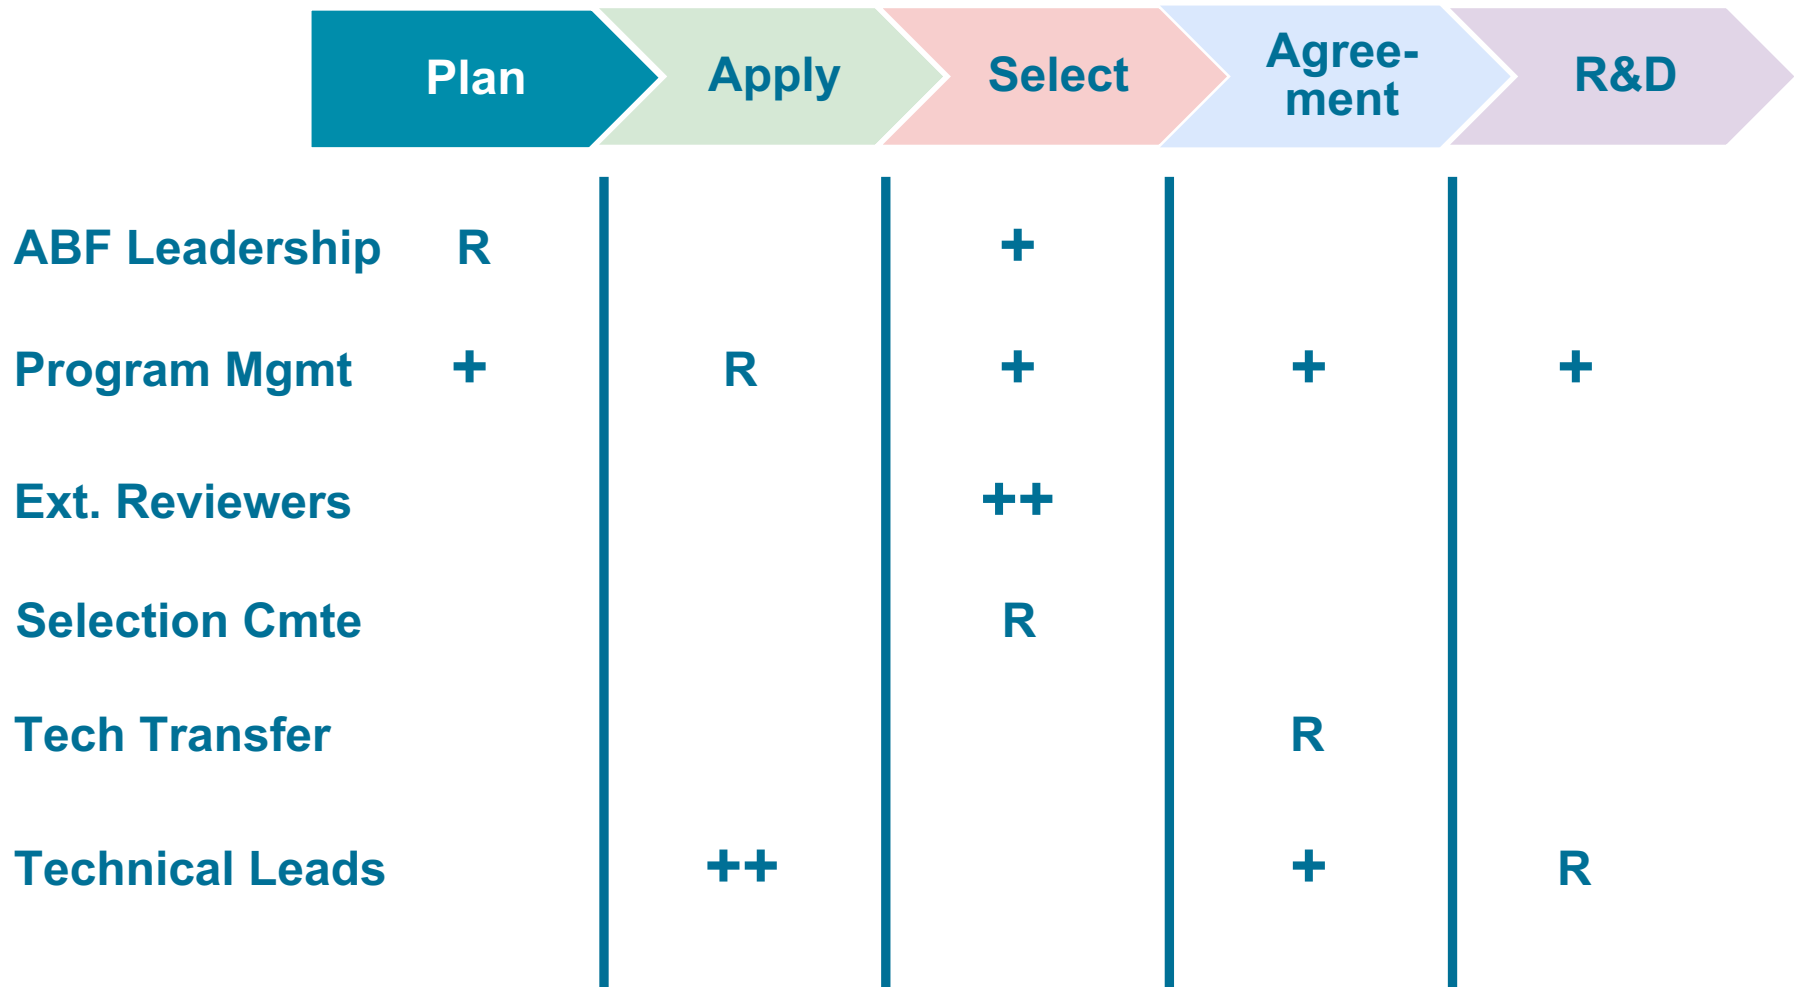 Plan Apply Select Agree-
ment R&D
ABF Leadership R +
Program Mgmt + R + + +
Ext. Reviewers ++
Selection Cmte R
Tech Transfer R
Technical Leads ++ + R